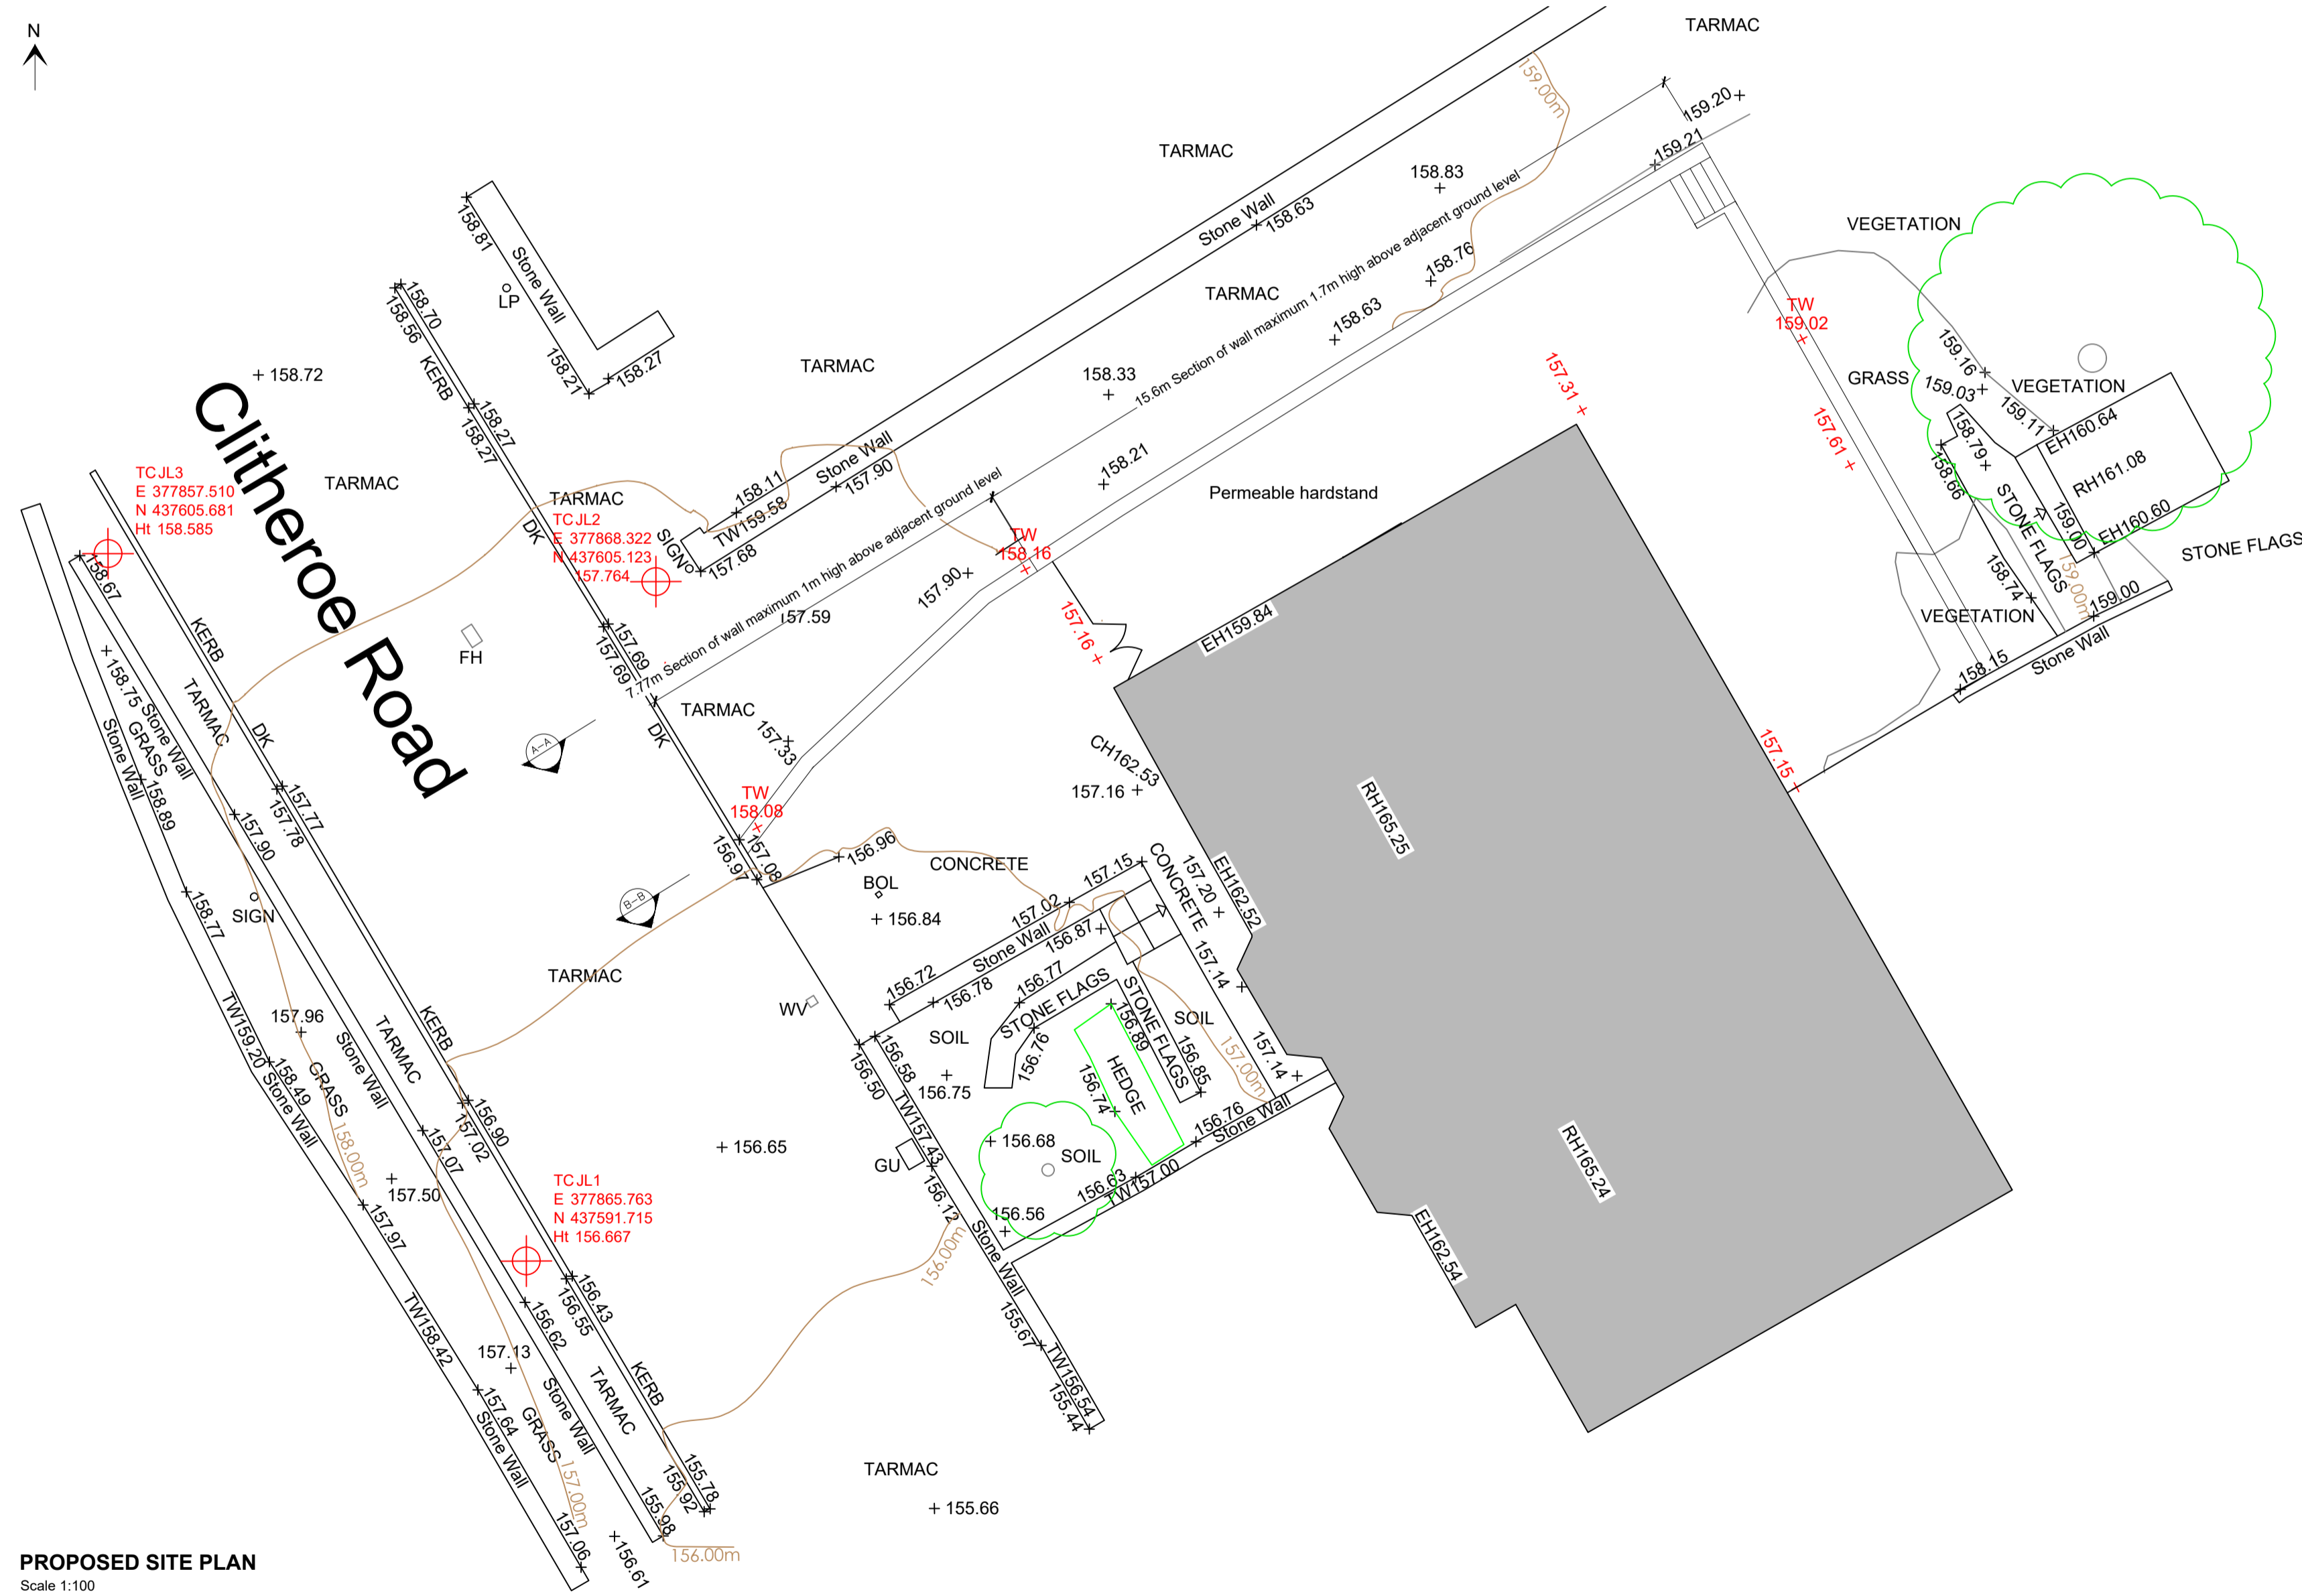 N
TARMAC
159.00m
159.20
159.21
TARMAC
158.83
Stone Wall
158.63
158.81
Stone Wall
LP
158.70
158.56
KERB
158.21
158.27
158.72
158.27
158.27
TARMAC
TARMAC
158.76
158.63
15.6m Section of wall maximum 1.7m high above adjacent ground level
158.33
VEGETATION
TW
159.02
GRASS
159.16
159.03
VEGETATION
159.11
EH160.64
RH161.08
158.79
158.66
STONE FLAGS
159.00
EH160.60
STONE FLAGS
158.74
159.00m
159.00
VEGETATION
158.15
Stone Wall
157.31
157.61
157.15
Clitheroe Road
TCJL3
E 377857.510
N 437605.681
Ht 158.585
TARMAC
TARMAC
TCJL2
E 377868.322
N 437605.123
157.764
DK
SIGN
158.11
TW159.58
157.68
Stone Wall
157.90
158.21
Permeable hardstand
TW
158.16
157.90
157.16
7.77m Section of wall maximum 1m high above adjacent ground level
157.59
157.69
157.69
EH159.84
158.67
158.75
GRASS
Stone Wall
Stone Wall
158.89
KERB
TARMAC
DK
FH
TARMAC
DK
157.33
A-A
TW
158.08
157.08
156.97
156.96
CH162.53
157.16
RH165.25
157.77
157.78
157.90
158.77
SIGN
B-B
BOL
CONCRETE
156.84
157.15
CONCRETE
157.20
EH162.52
157.02
Stone Wall
156.87
156.72
156.78
156.77
STONE FLAGS
STONE FLAGS
157.14
TARMAC
WV
SOIL
156.76
156.89
SOIL
HEDGE
156.85
157.00m
157.14
156.74
156.58
156.50
156.75
TW157.43
TW159.20
157.96
158.49
Stone Wall
GRASS
158.00m
Stone Wall
TARMAC
KERB
156.90
157.02
157.07
157.50
157.97
156.65
GU
156.68
SOIL
156.76
Stone Wall
156.63
TW157.00
156.56
156.12
156.00m
Stone Wall
RH165.24
EH162.54
TCJL1
E 377865.763
N 437591.715
Ht 156.667
156.43
156.55
156.62
TW158.42
157.13
155.67
TW156.54
155.44
KERB
TARMAC
Stone Wall
157.64
GRASS
Stone Wall
157.00m
155.78
155.92
155.98
TARMAC
155.66
157.06
156.61
156.00m
PROPOSED SITE PLAN
Scale 1:100